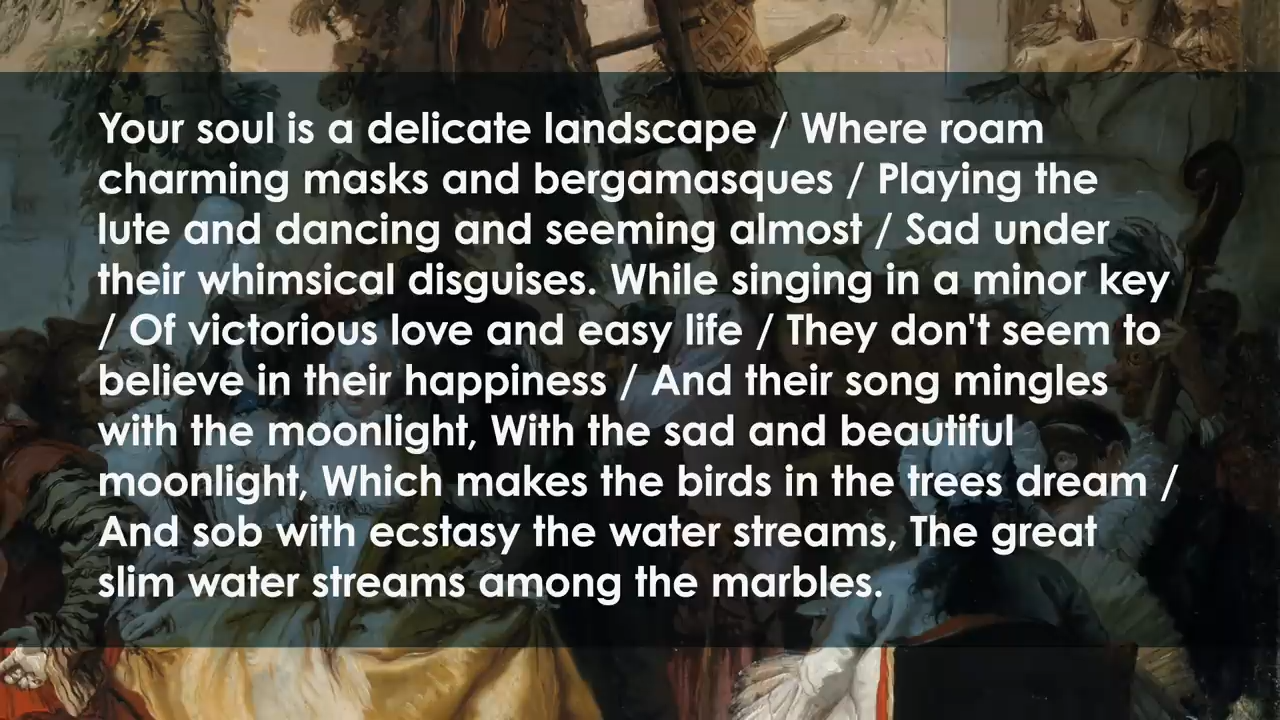 Your soul is a delicate landscape / Where roam
charming masks and bergamasques / Playing the
lute and dancing and seeming almost / Sad under
their whimsical disguises. While singing in a minor key
/ Of victorious love and easy life / They don't seem to
believe in their happiness / And their song mingles
with the moonlight, With the sad and beautiful
moonlight, Which makes the birds in the trees dream /
And sob with ecstasy the water streams, The great
slim water streams among the marbles.